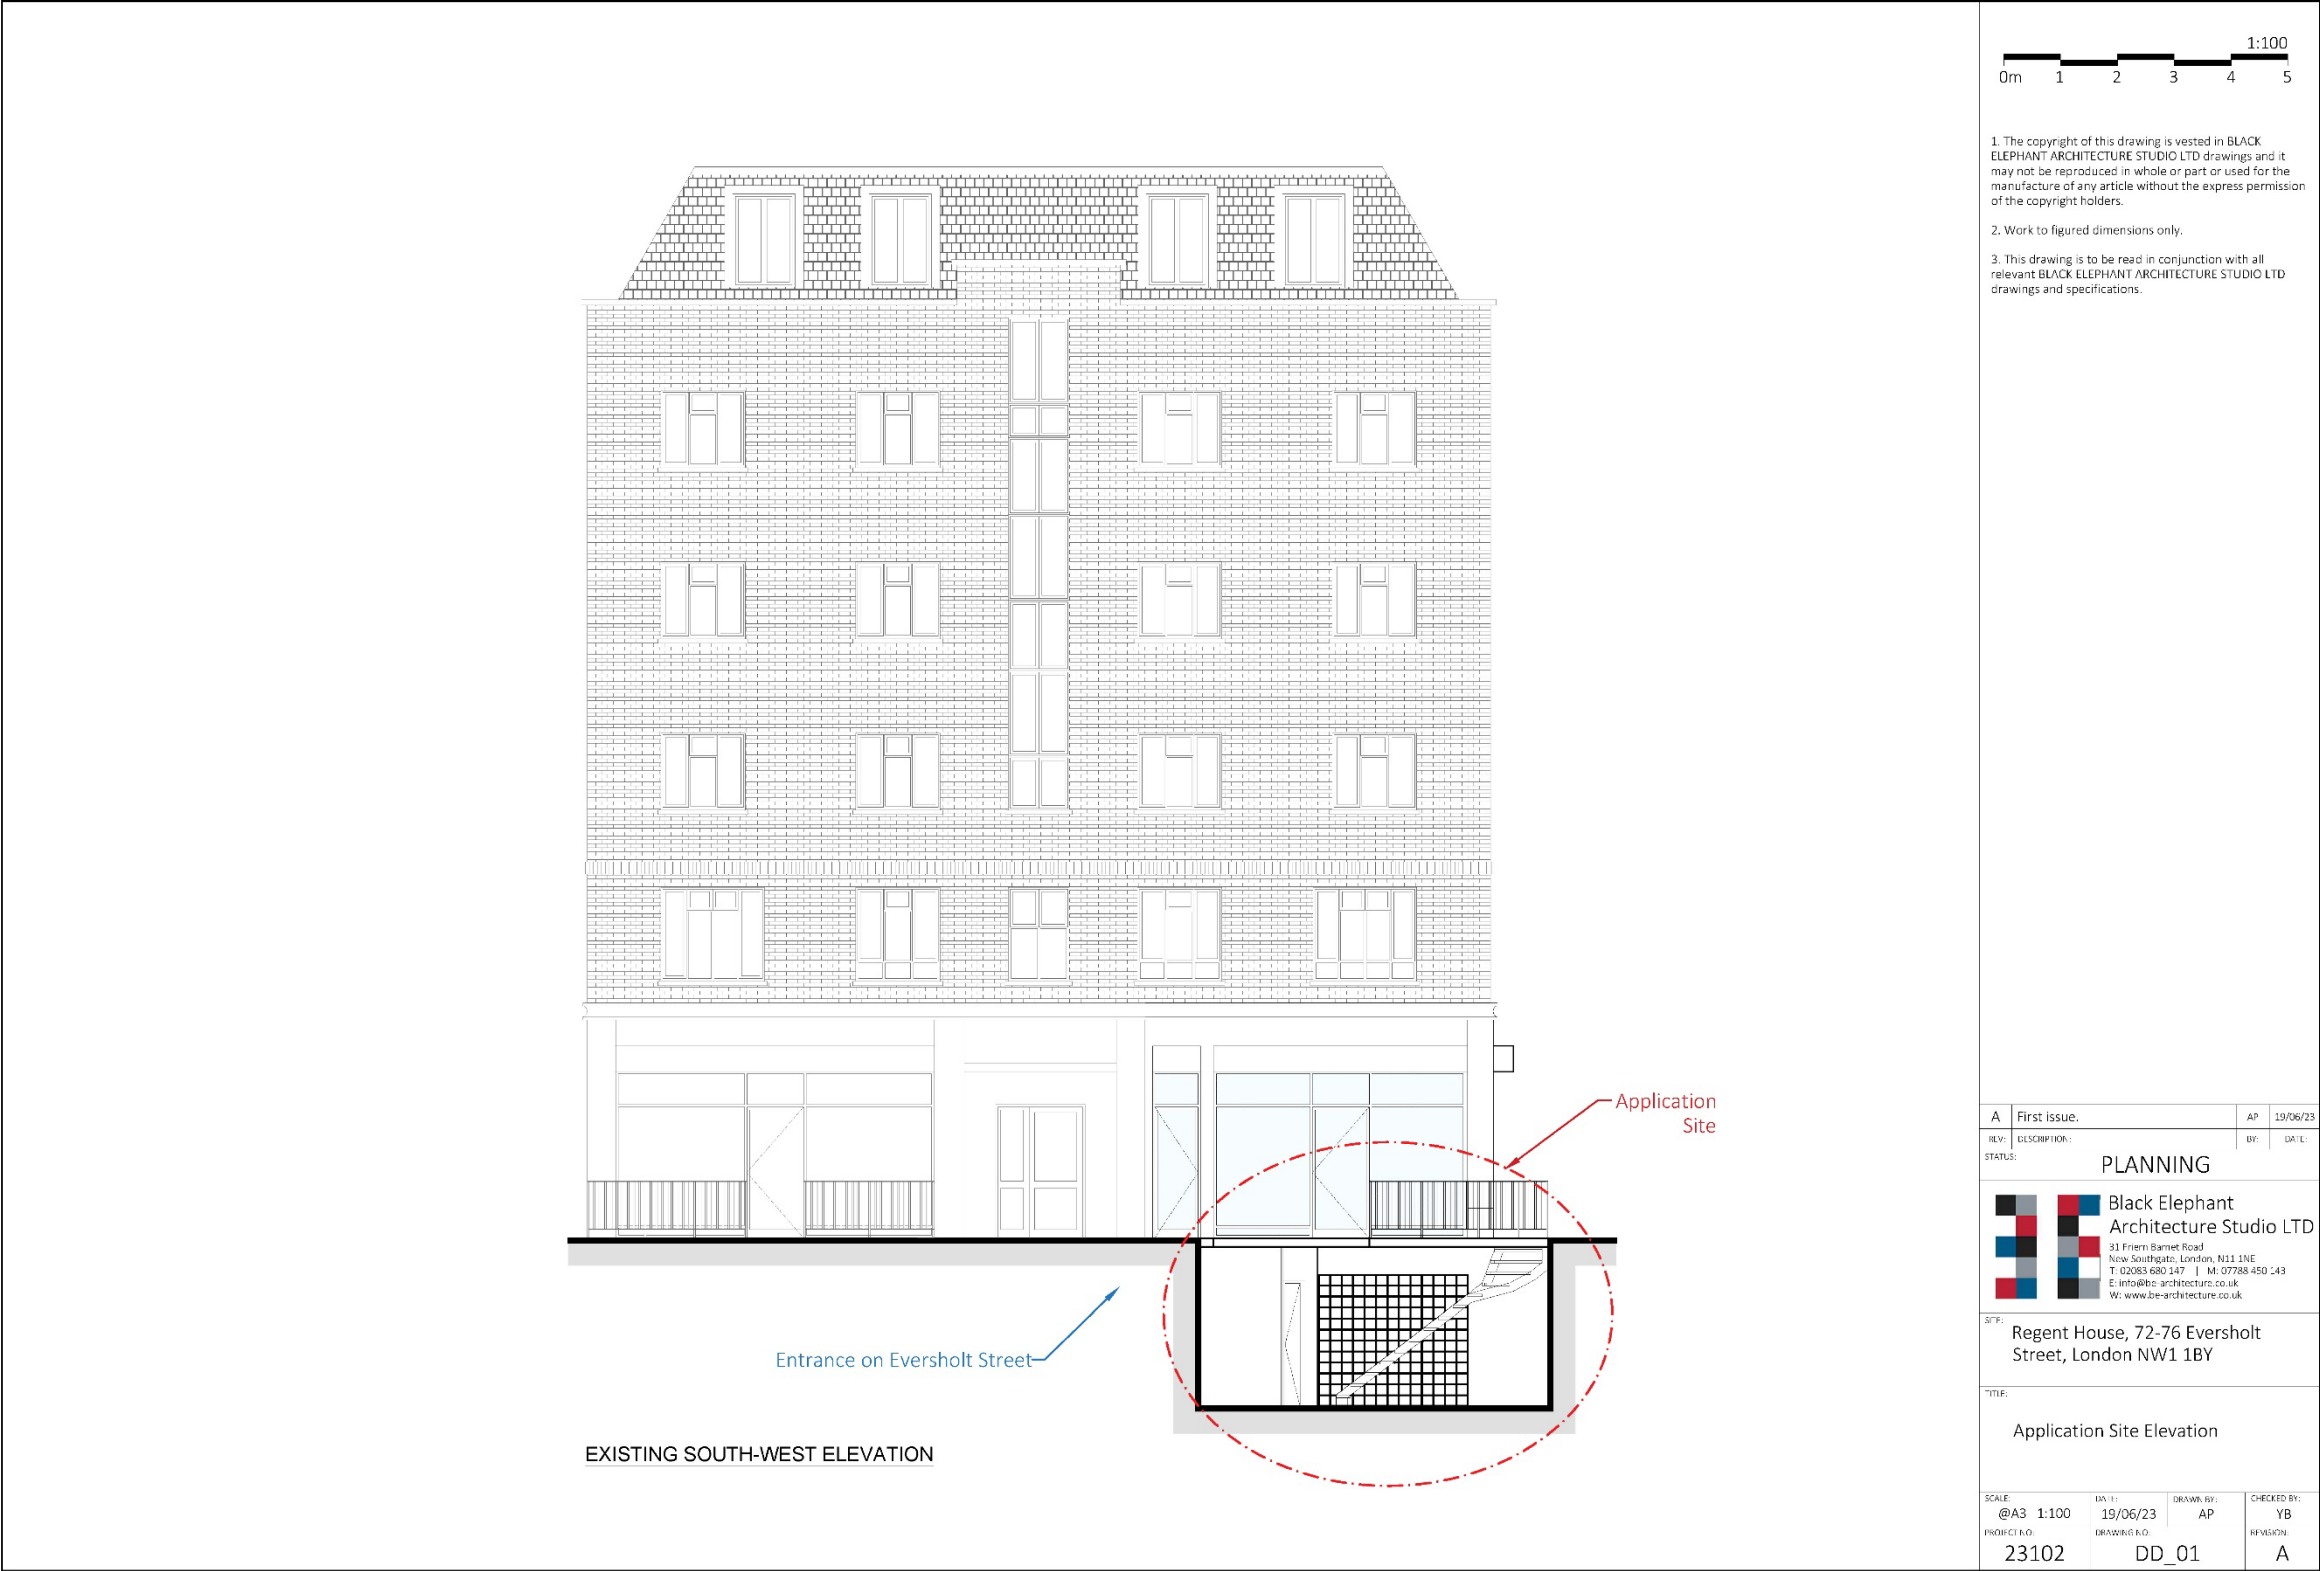 1:100
0m 1 2 3 4 5
1. The copyright of this drawing is vested in BLACK
ELEPHANT ARCHITECTURE STUDIO LTD drawings and it
may not be reproduced in whole or part or used for the
manufacture of any article without the express permission
of the copyright holders.
2. Work to figured dimensions only.
3. This drawing is to be read in conjunction with all
relevant BLACK ELEPHANT ARCHITECTURE STUDIO LTD
drawings and specifications.
Application
Site
Entrance on Eversholt Street
EXISTING SOUTH-WEST ELEVATION
A First issue. AP 19/06/23
REV: DESCRIPTION: BY: DATE:
STATUS:
PLANNING
Black Elephant
Architecture Studio LTD
31 Friern Barnet Road
New Southgate, London, N11 1NE
T: 02083 680 147 | M: 07788 450 143
E: info@be-architecture.co.uk
W: www.be-architecture.co.uk
SITE:
Regent House, 72-76 Eversholt
Street, London NW1 1BY
TITLE:
Application Site Elevation
SCALE: DATE: DRAWN BY: CHECKED BY:
@A3 1:100 19/06/23 AP YB
PROJECT NO: DRAWING NO: REVISION:
23102 DD_01 A